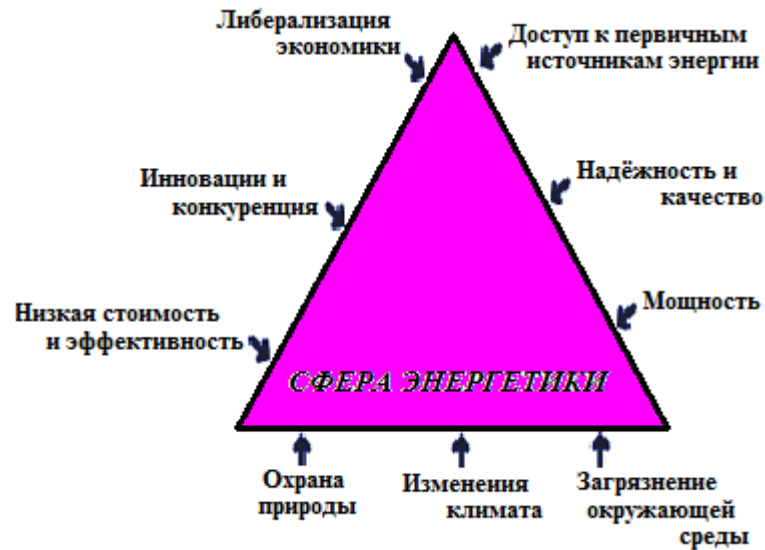 Либерализация
экономики
Доступ к первичным
источникам энергии
Инновации и
конкуренция
Надёжность и
качество
Низкая стоимость
и эффективность
Мощность
СФЕРА ЭНЕРГЕТИКИ
Охрана
природы
Изменения
климата
Загрязнение
окружающей
среды